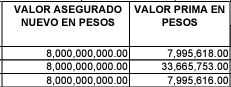 VALOR ASEGURADO VALOR PRIMA EN
NUEVO EN PESOS PESOS
8,000,000,000.00 7,995,618.00
8,000,000,000.00 33,665,753.00
8,000,000,000.00 7,995,616.00